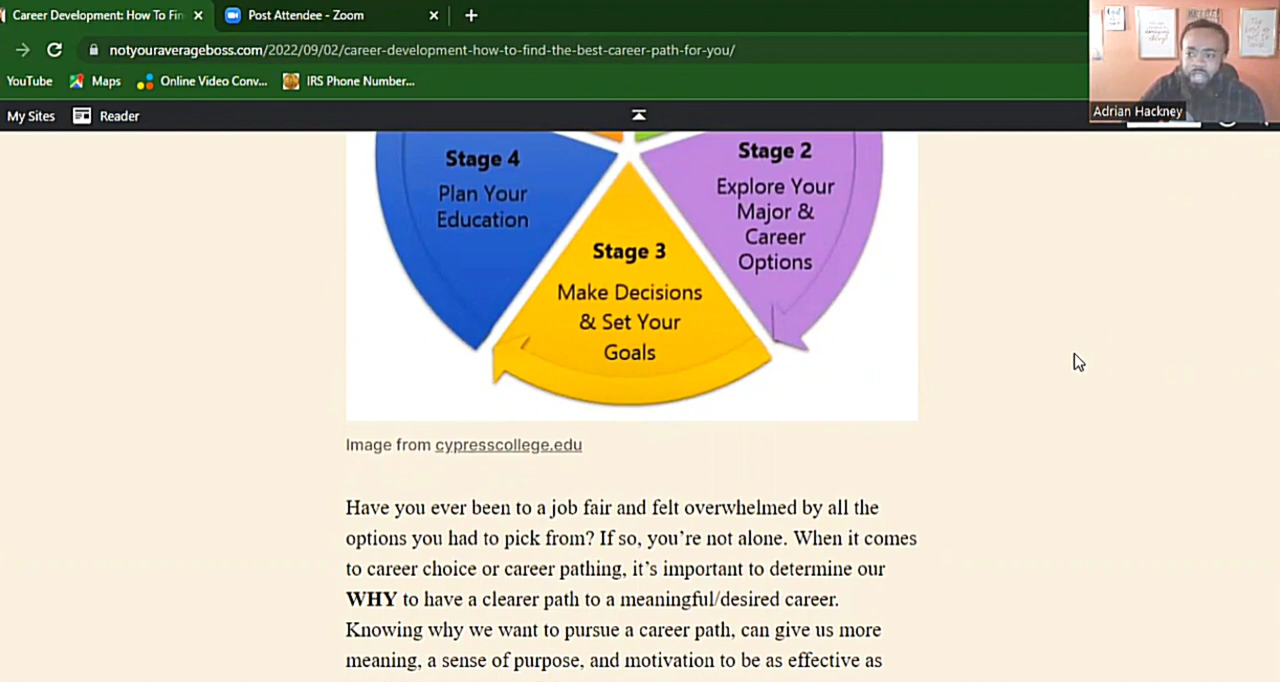 Career Development: How To Fin
Post Attendee - Zoom
notyouraverageboss.com/2022/09/02/career-development-how-to-find-the-best-career-path-for-you/
YouTube Maps Online Video Conv... IRS Phone Number...
Adrian Hackney
My Sites Reader
Stage 4
Plan Your
Education
Stage 2
Explore Your
Major &
Career
Options
Stage 3
Make Decisions
& Set Your
Goals
Image from cypresscollege.edu
Have you ever been to a job fair and felt overwhelmed by all the
options you had to pick from? If so, you’re not alone. When it comes
to career choice or career pathing, it’s important to determine our
WHY to have a clearer path to a meaningful/desired career.
Knowing why we want to pursue a career path, can give us more
meaning, a sense of purpose, and motivation to be as effective as